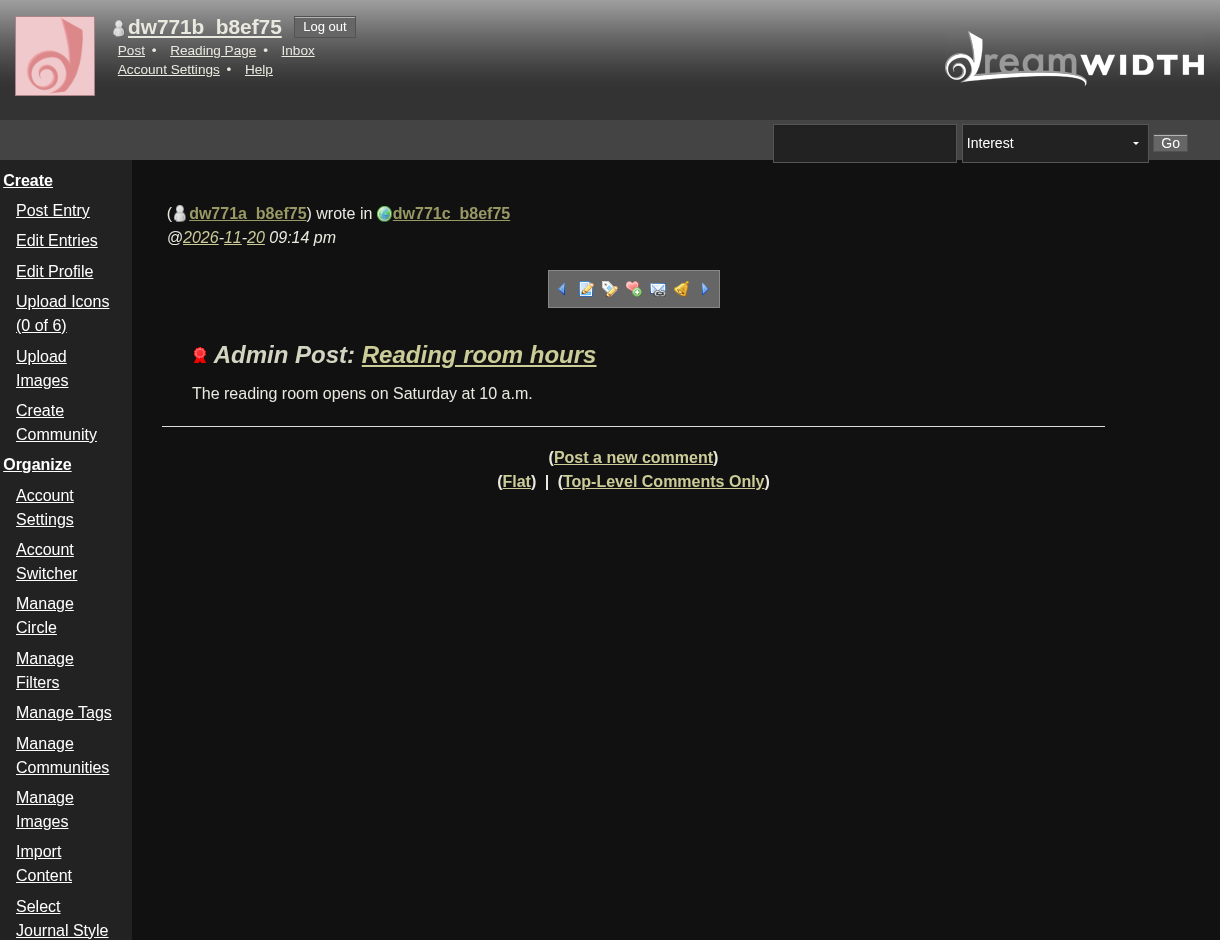 dw771b_b8ef75 Log out
Post • Reading Page • Inbox
Account Settings • Help
dreamWIDTH
Interest Go
Create
Post Entry
Edit Entries
Edit Profile
Upload Icons
(0 of 6)
Upload
Images
Create
Community
Organize
Account
Settings
Account
Switcher
Manage
Circle
Manage
Filters
Manage Tags
Manage
Communities
Manage
Images
Import
Content
Select
Journal Style
(dw771a_b8ef75) wrote in dw771c_b8ef75
@2026-11-20 09:14 pm
Admin Post: Reading room hours
The reading room opens on Saturday at 10 a.m.
(Post a new comment)
(Flat) | (Top-Level Comments Only)